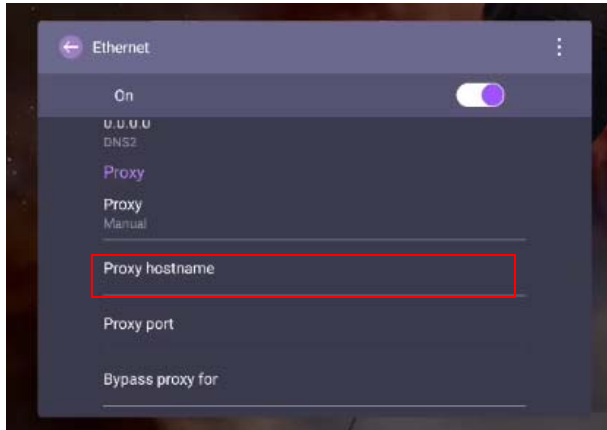 Ethernet
On
0.0.0.0
DNS2
Proxy
Proxy
Manual
Proxy hostname
Proxy port
Bypass proxy for